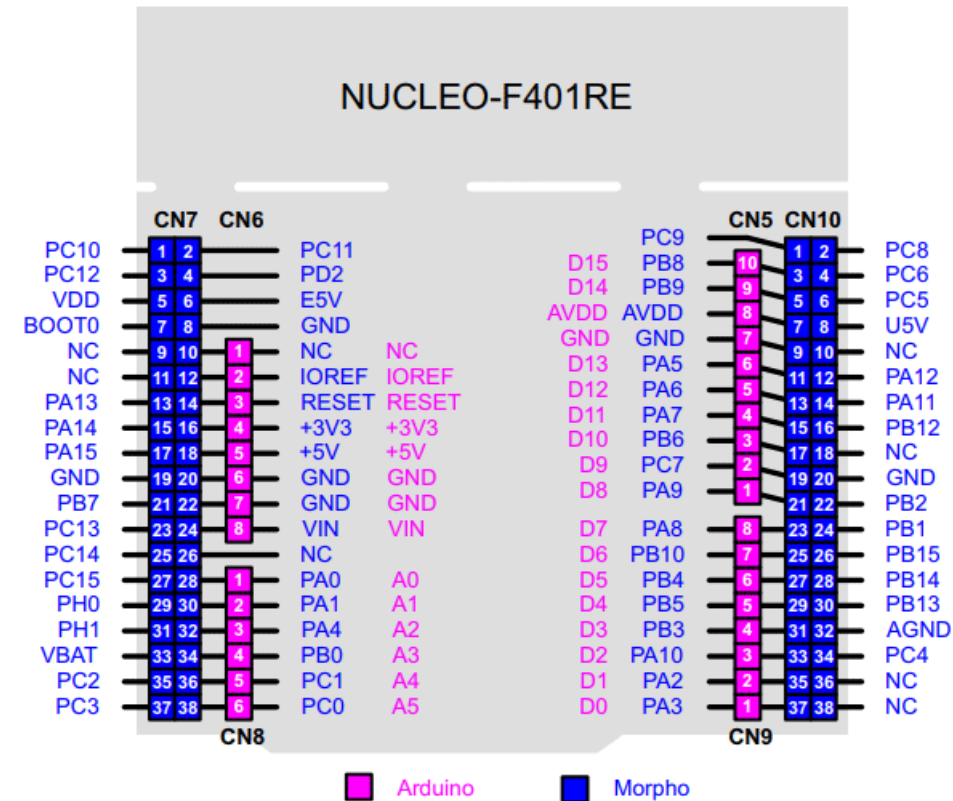 NUCLEO-F401RE
CN7 CN6 CN5 CN10
PC9
PC10 1 2 PC11 1 2 PC8
D15 PB8 10
PC12 3 4 PD2 3 4 PC6
D14 PB9 9
VDD 5 6 E5V 5 6 PC5
AVDD AVDD 8
BOOT0 7 8 GND 7 8 U5V
GND GND 7
NC 9 10 1 NC NC 9 10 NC
D13 PA5 6
NC 11 12 2 IOREF IOREF 11 12 PA12
D12 PA6 5
PA13 13 14 3 RESET RESET 13 14 PA11
D11 PA7 4
PA14 15 16 4 +3V3 +3V3 15 16 PB12
D10 PB6 3
PA15 17 18 5 +5V +5V 17 18 NC
D9 PC7 2
GND 19 20 6 GND GND 19 20 GND
D8 PA9 1
PB7 21 22 7 GND GND 21 22 PB2
PC13 23 24 8 VIN VIN D7 PA8 8 23 24 PB1
PC14 25 26 NC D6 PB10 7 25 26 PB15
PC15 27 28 1 PA0 A0 D5 PB4 6 27 28 PB14
PH0 29 30 2 PA1 A1 D4 PB5 5 29 30 PB13
PH1 31 32 3 PA4 A2 D3 PB3 4 31 32 AGND
VBAT 33 34 4 PB0 A3 D2 PA10 3 33 34 PC4
PC2 35 36 5 PC1 A4 D1 PA2 2 35 36 NC
PC3 37 38 6 PC0 A5 D0 PA3 1 37 38 NC
CN8 CN9
Arduino Morpho